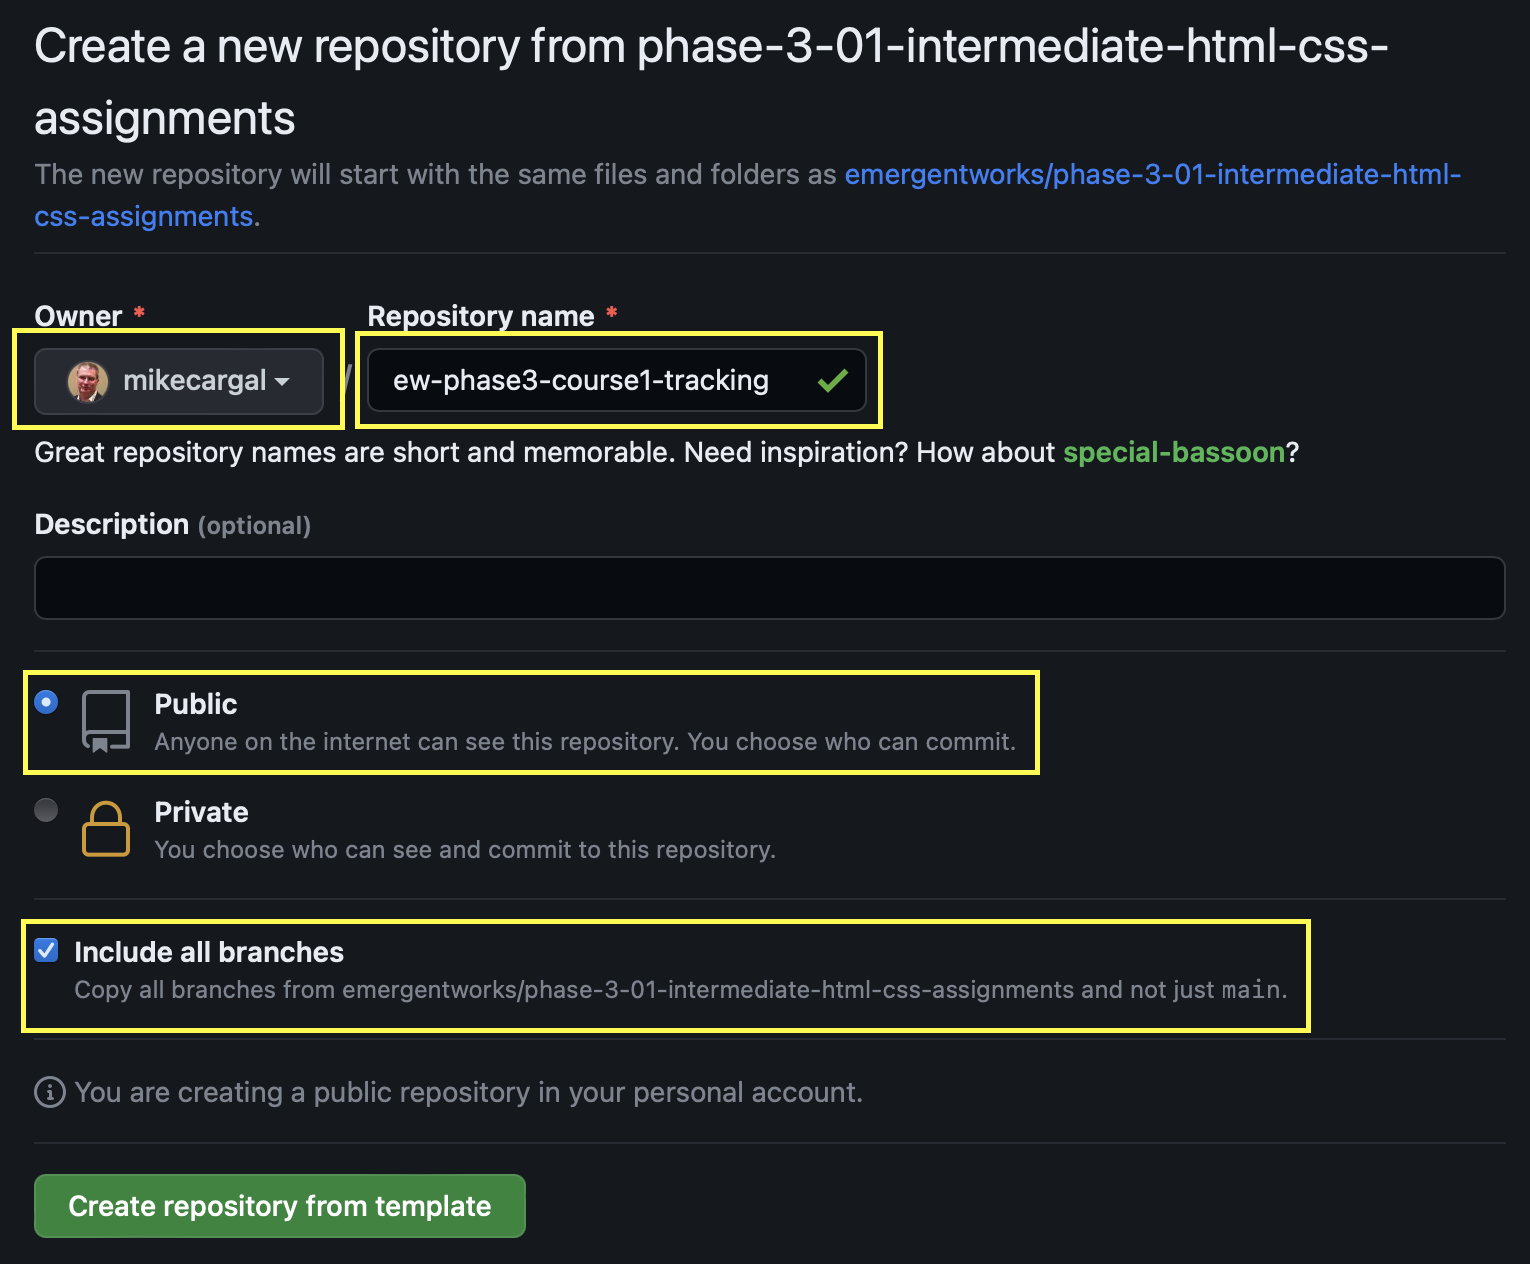 Create a new repository from phase-3-01-intermediate-html-css-
assignments
The new repository will start with the same files and folders as emergentworks/phase-3-01-intermediate-html-
css-assignments.
Owner * Repository name *
mikecargal / ew-phase3-course1-tracking
Great repository names are short and memorable. Need inspiration? How about special-bassoon?
Description (optional)
Public
Anyone on the internet can see this repository. You choose who can commit.
Private
You choose who can see and commit to this repository.
Include all branches
Copy all branches from emergentworks/phase-3-01-intermediate-html-css-assignments and not just main.
You are creating a public repository in your personal account.
Create repository from template